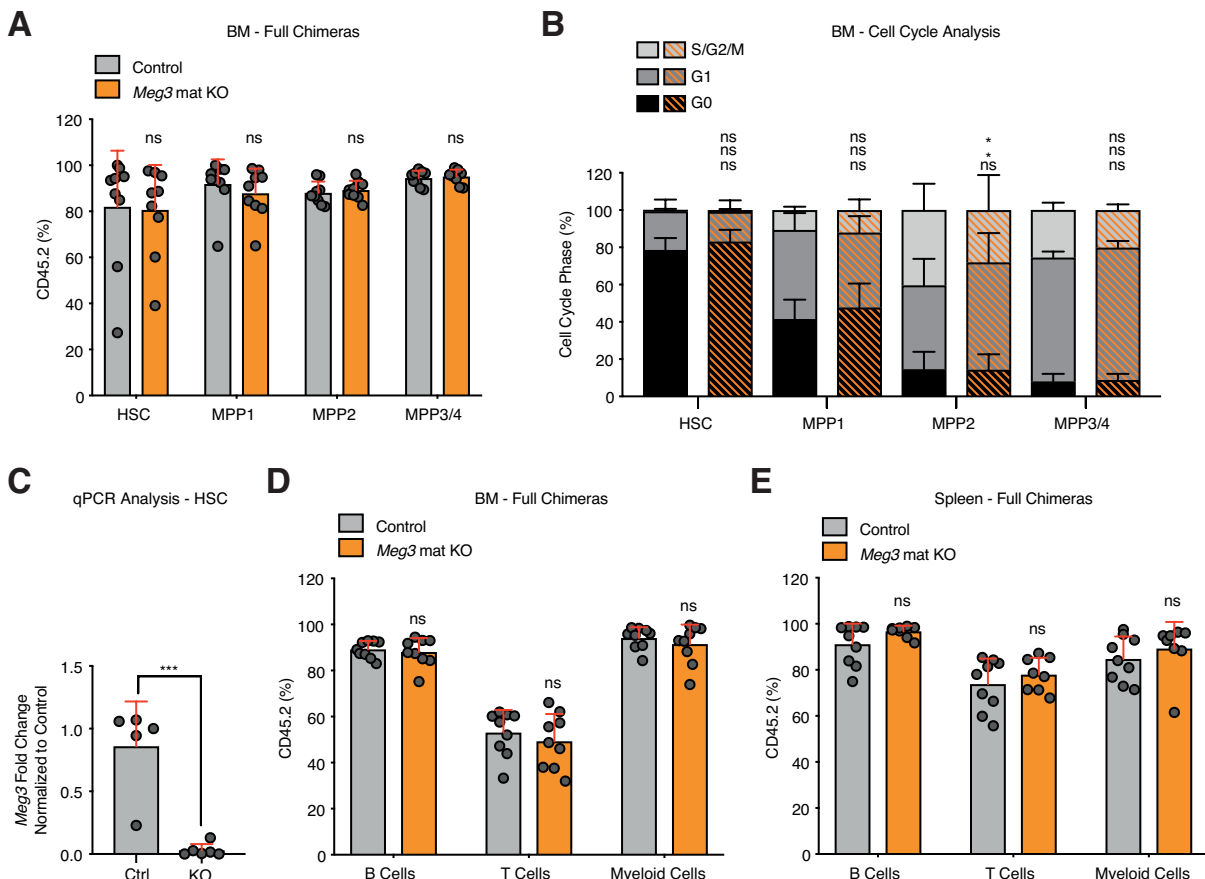 A
BM - Full Chimeras
Control
Meg3 mat KO
CD45.2 (%)
120
100
80
60
40
20
0
ns
ns
ns
ns
HSC
MPP1
MPP2
MPP3/4
B
BM - Cell Cycle Analysis
S/G2/M
G1
G0
Cell Cycle Phase (%)
120
100
80
60
40
20
0
ns
ns
ns
ns
ns
ns
*
*
ns
ns
ns
ns
HSC
MPP1
MPP2
MPP3/4
C
qPCR Analysis - HSC
Meg3 Fold Change
Normalized to Control
1.5
1.0
0.5
0.0
***
Ctrl
KO
D
BM - Full Chimeras
Control
Meg3 mat KO
CD45.2 (%)
120
100
80
60
40
20
0
ns
ns
ns
B Cells
T Cells
Myeloid Cells
E
Spleen - Full Chimeras
Control
Meg3 mat KO
CD45.2 (%)
120
100
80
60
40
20
0
ns
ns
ns
B Cells
T Cells
Myeloid Cells